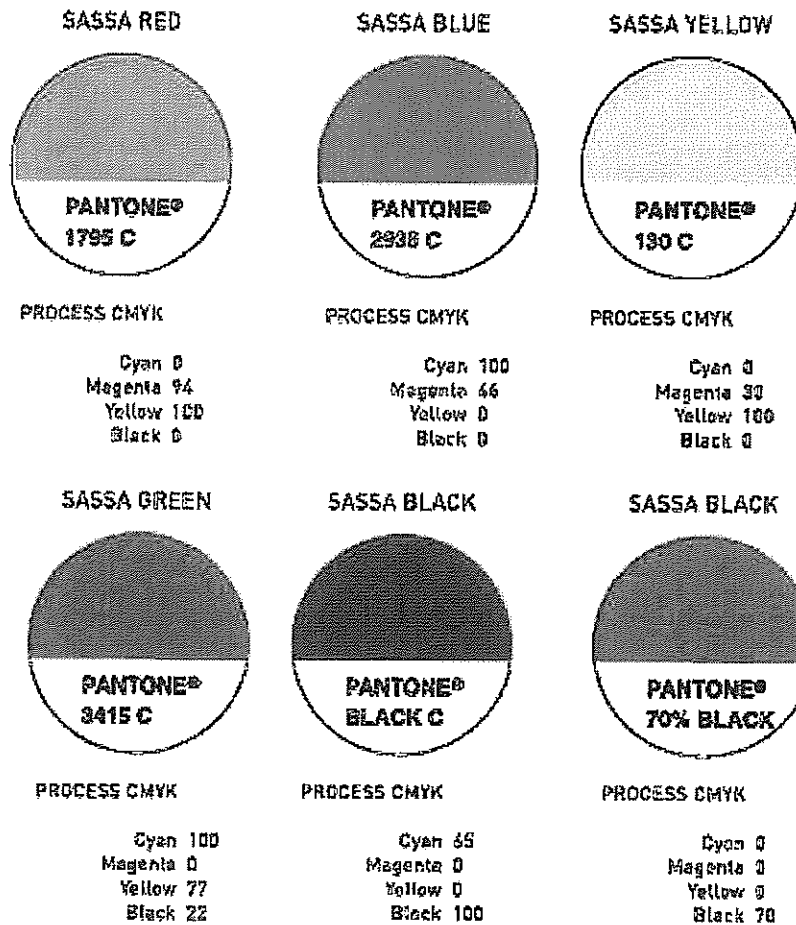 SASSA RED
PANTONE®
1795 C
PROCESS CMYK
Cyan 0
Magenta 94
Yellow 100
Black 0
SASSA BLUE
PANTONE®
2938 C
PROCESS CMYK
Cyan 100
Magenta
Yellow 0
Black 0
SASSA YELLOW
PANTONE®
130 C
PROCESS CMYK
Cyan 0
Magenta 30
Yellow 100
Black 0
SASSA GREEN
PANTONE®
3415 C
PROCESS CMYK
Cyan 100
Magenta 0
Yellow 77
Black 22
SASSA BLACK
PANTONE®
BLACK C
PROCESS CMYK
Cyan 65
Magenta 0
Yellow 0
Black 100
SASSA BLACK
PANTONE®
70% BLACK
PROCESS CMYK
Cyan 0
Magenta 0
Yellow 0
Black 70